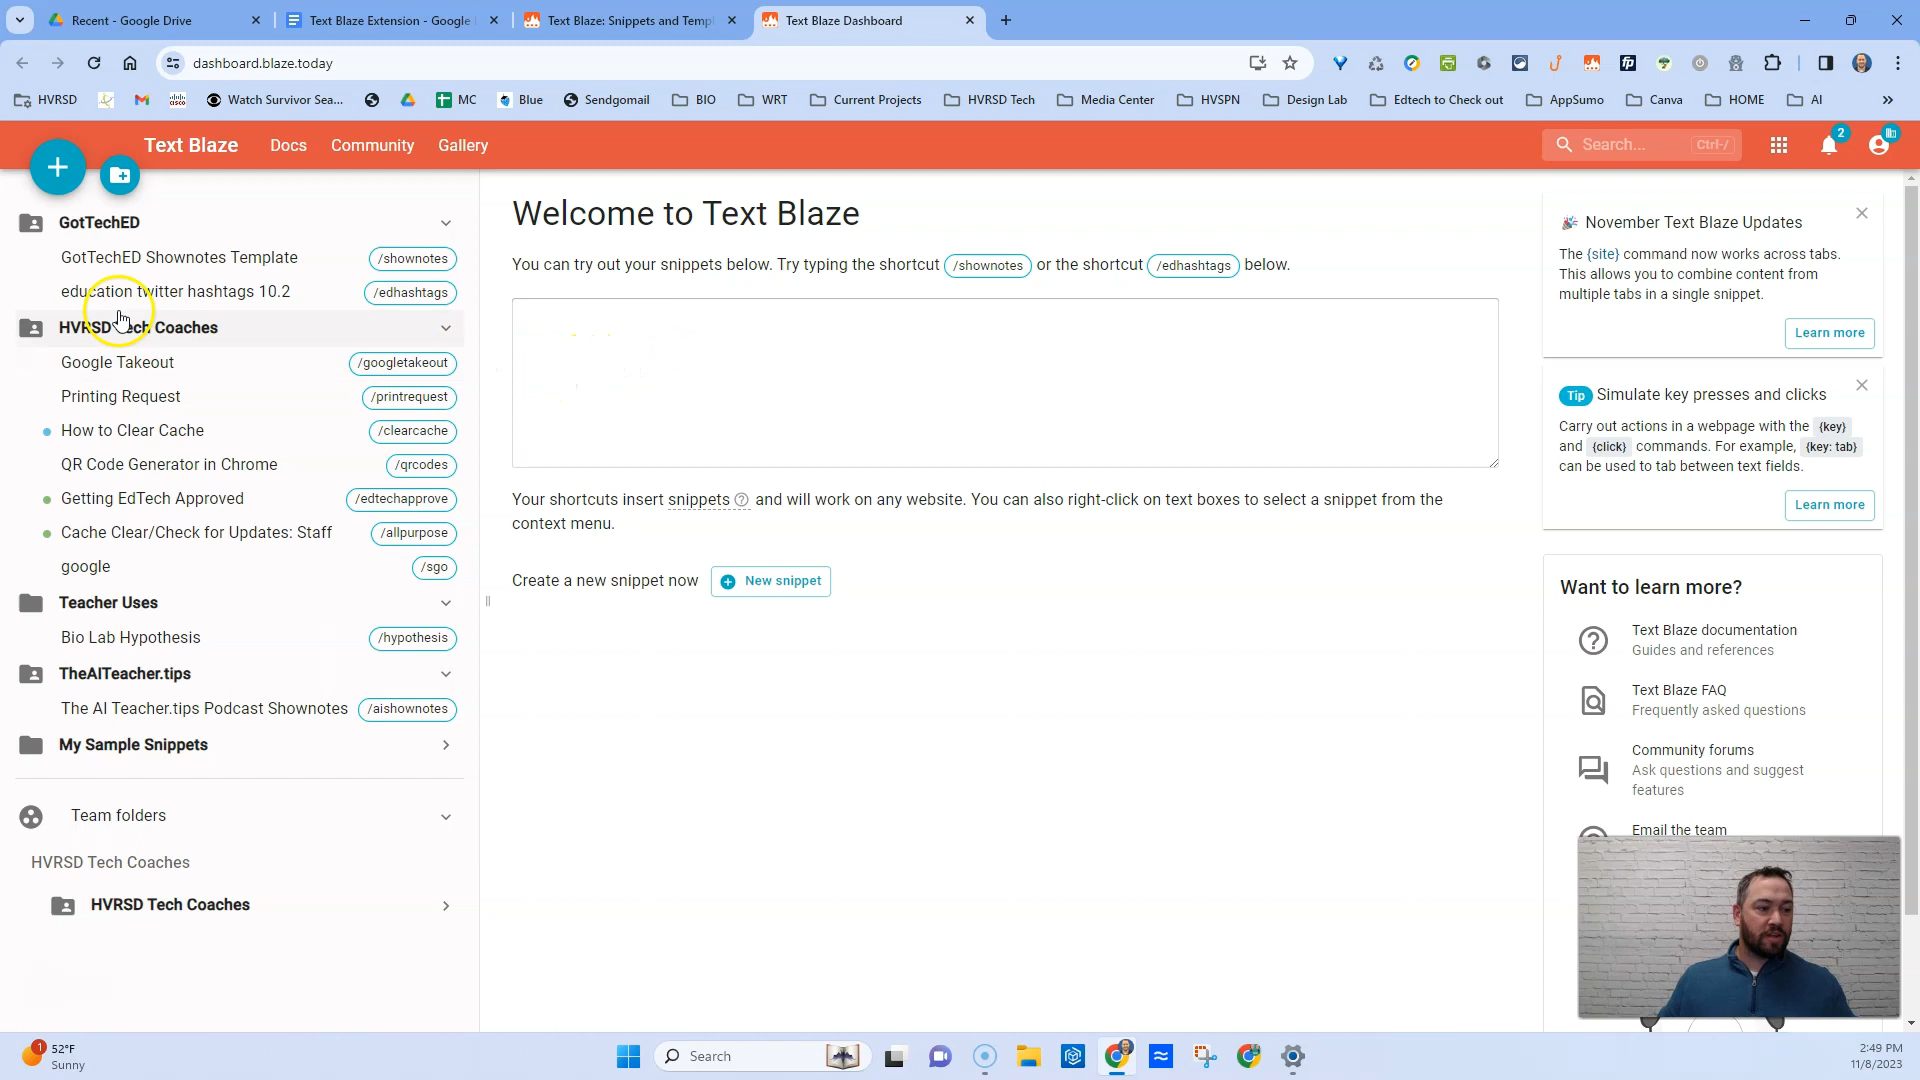 Recent - Google Drive
Text Blaze Extension - Google
Text Blaze: Snippets and Templ
Text Blaze Dashboard
dashboard.blaze.today
HVRSD
Watch Survivor Sea...
MC
Blue
Sendgomail
BIO
WRT
Current Projects
HVRSD Tech
Media Center
HVSPN
Design Lab
Edtech to Check out
AppSumo
Canva
HOME
AI
Text Blaze
Docs
Community
Gallery
Search...
Ctrl-/
2
GotTechED
GotTechED Shownotes Template
/shownotes
education twitter hashtags 10.2
/edhashtags
HVRSD Tech Coaches
Google Takeout
/googletakeout
Printing Request
/printrequest
How to Clear Cache
/clearcache
QR Code Generator in Chrome
/qrcodes
Getting EdTech Approved
/edtechapprove
Cache Clear/Check for Updates: Staff
/allpurpose
google
/sgo
Teacher Uses
Bio Lab Hypothesis
/hypothesis
TheAITeacher.tips
The AI Teacher.tips Podcast Shownotes
/aishownotes
My Sample Snippets
Team folders
HVRSD Tech Coaches
HVRSD Tech Coaches
Welcome to Text Blaze
You can try out your snippets below. Try typing the shortcut /shownotes or the shortcut /edhashtags below.
Your shortcuts insert snippets and will work on any website. You can also right-click on text boxes to select a snippet from the
context menu.
Create a new snippet now
New snippet
November Text Blaze Updates
The {site} command now works across tabs.
This allows you to combine content from
multiple tabs in a single snippet.
Learn more
Tip Simulate key presses and clicks
Carry out actions in a webpage with the {key}
and {click} commands. For example, {key: tab}
can be used to tab between text fields.
Learn more
Want to learn more?
Text Blaze documentation
Guides and references
Text Blaze FAQ
Frequently asked questions
Community forums
Ask questions and suggest
features
Email the team
1
52°F
Sunny
Search
2:49 PM
11/8/2023